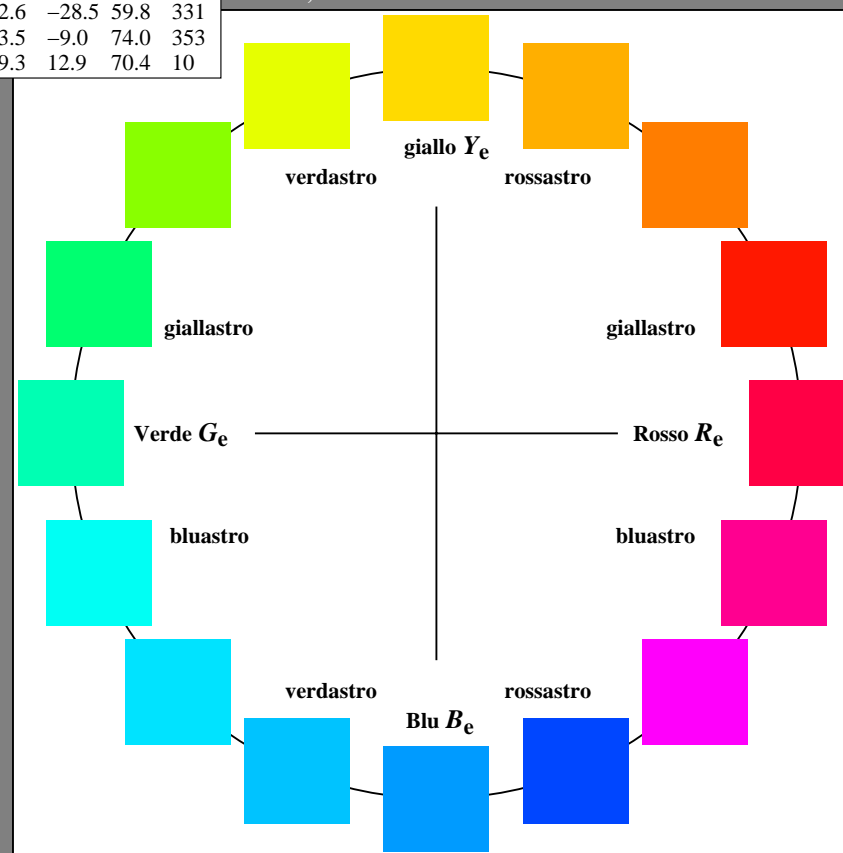 2.6 –28.5 59.8 331
3.5 –9.0 74.0 353
9.3 12.9 70.4 10
giallo Ye
verdastro rossastro
giallastro giallastro
Verde Ge Rosso Re
bluastro bluastro
verdastro rossastro
Blu Be